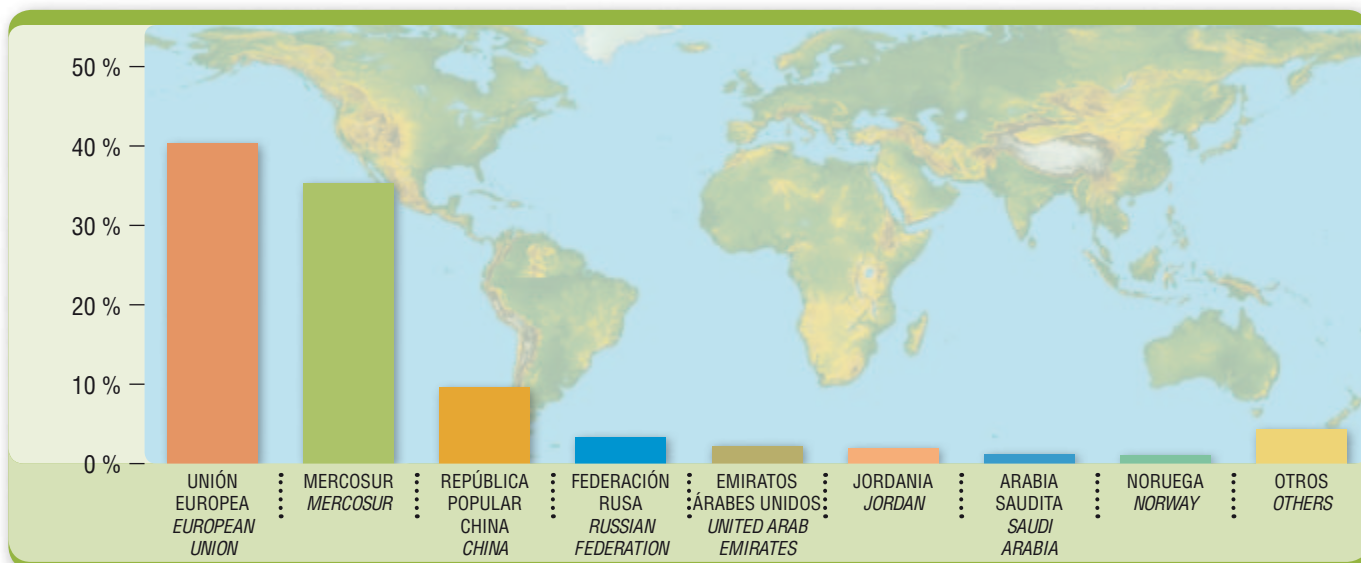 50 %
40 %
30 %
20 %
10 %
0 %
UNIÓN
EUROPEA
EUROPEAN
UNION
MERCOSUR
MERCOSUR
REPÚBLICA
POPULAR
CHINA
CHINA
FEDERACIÓN
RUSA
RUSSIAN
FEDERATION
EMIRATOS
ÁRABES UNIDOS
UNITED ARAB
EMIRATES
JORDANIA
JORDAN
ARABIA
SAUDITA
SAUDI
ARABIA
NORUEGA
NORWAY
OTROS
OTHERS